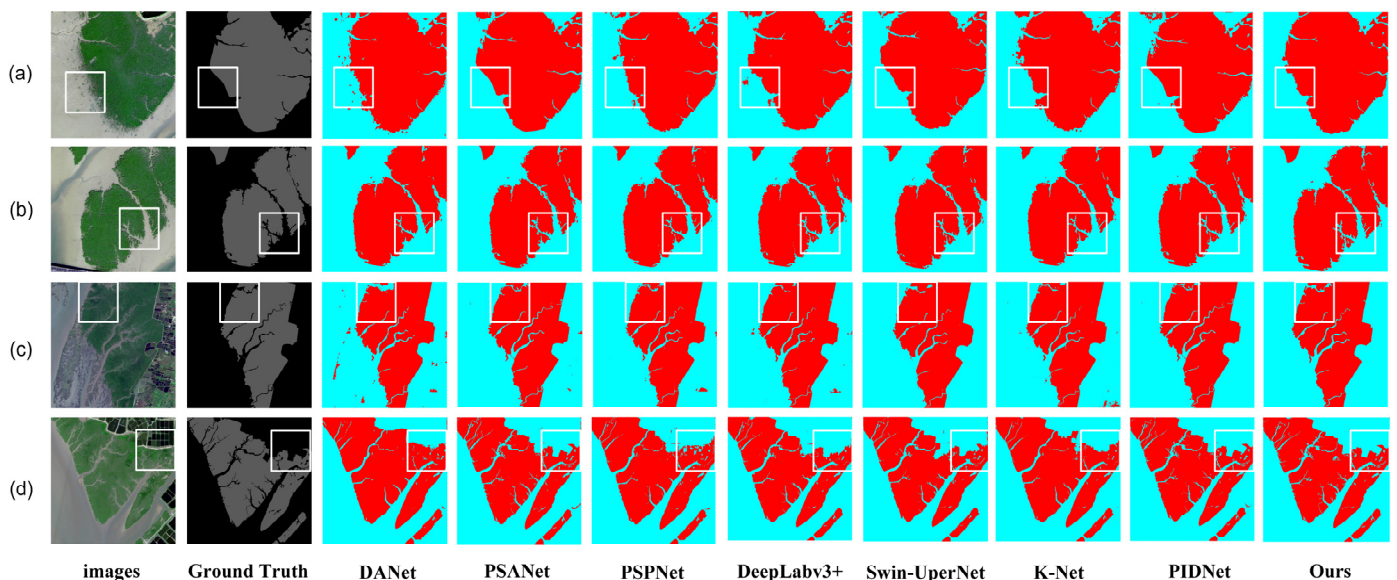 (a)
(b)
(c)
(d)
images Ground Truth DANet PSANet PSPNet DeepLabv3+ Swin-UperNet K-Net PIDNet Ours